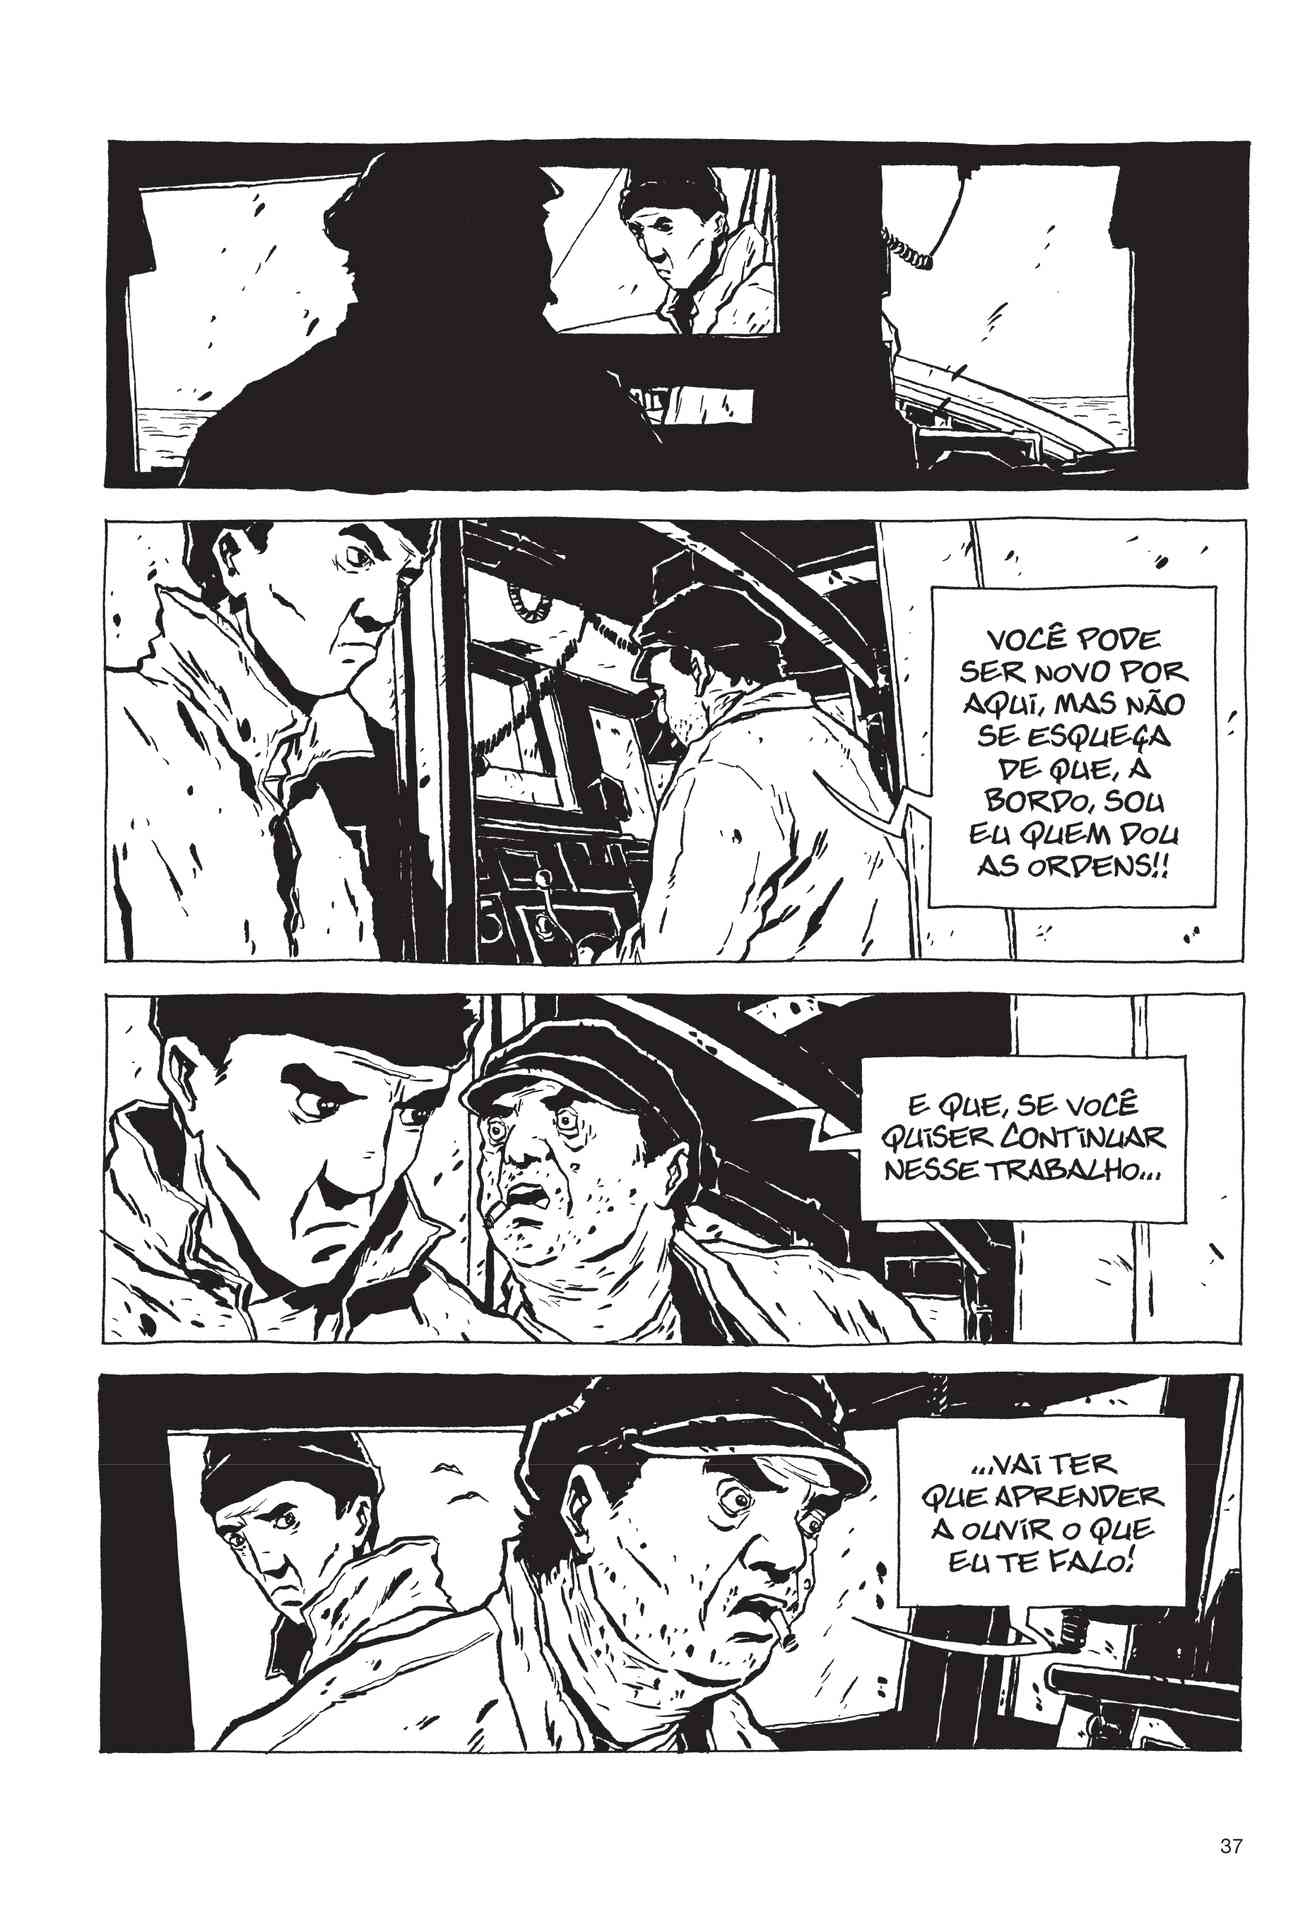 VOCÊ PODE
SER NOVO POR
AQUI, MAS NÃO
SE ESQUEÇA
DE QUE, A
BORDO, SOU
EU QUEM DOU
AS ORDENS!!
E QUE, SE VOCÊ
QUISER CONTINUAR
NESSE TRABALHO...
...VAI TER
QUE APRENDER
A OUVIR O QUE
EU TE FALO!
37